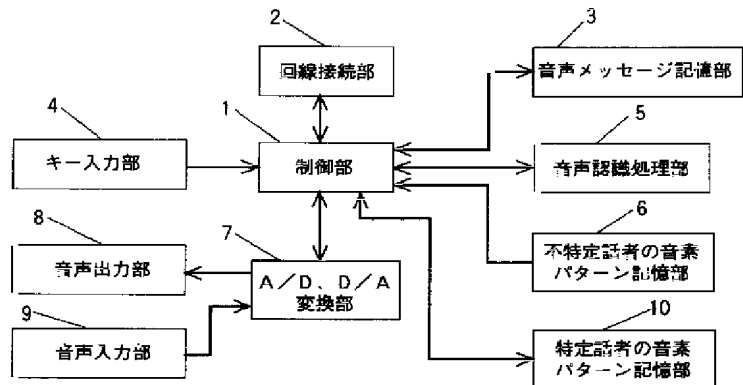 2
回線接続部
3
音声メッセージ記憶部
4
キー入力部
1
制御部
5
音声認識処理部
6
不特定話者の音素
パターン記憶部
8
音声出力部
7
A/D、D/A
変換部
9
音声入力部
10
特定話者の音素
パターン記憶部